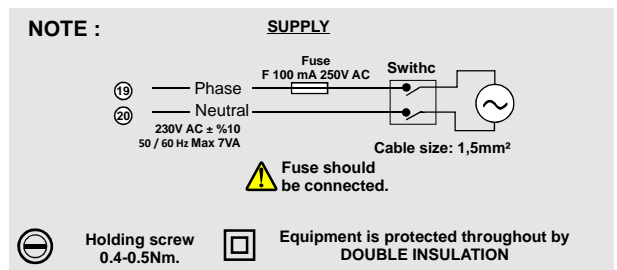 NOTE :
SUPPLY
Fuse
F 100 mA 250V AC
Swithc
19 Phase
20 Neutral
230V AC ± %10
50 / 60 Hz Max 7VA
Cable size: 1,5mm²
Fuse should
be connected.
Holding screw
0.4-0.5Nm.
Equipment is protected throughout by
DOUBLE INSULATION